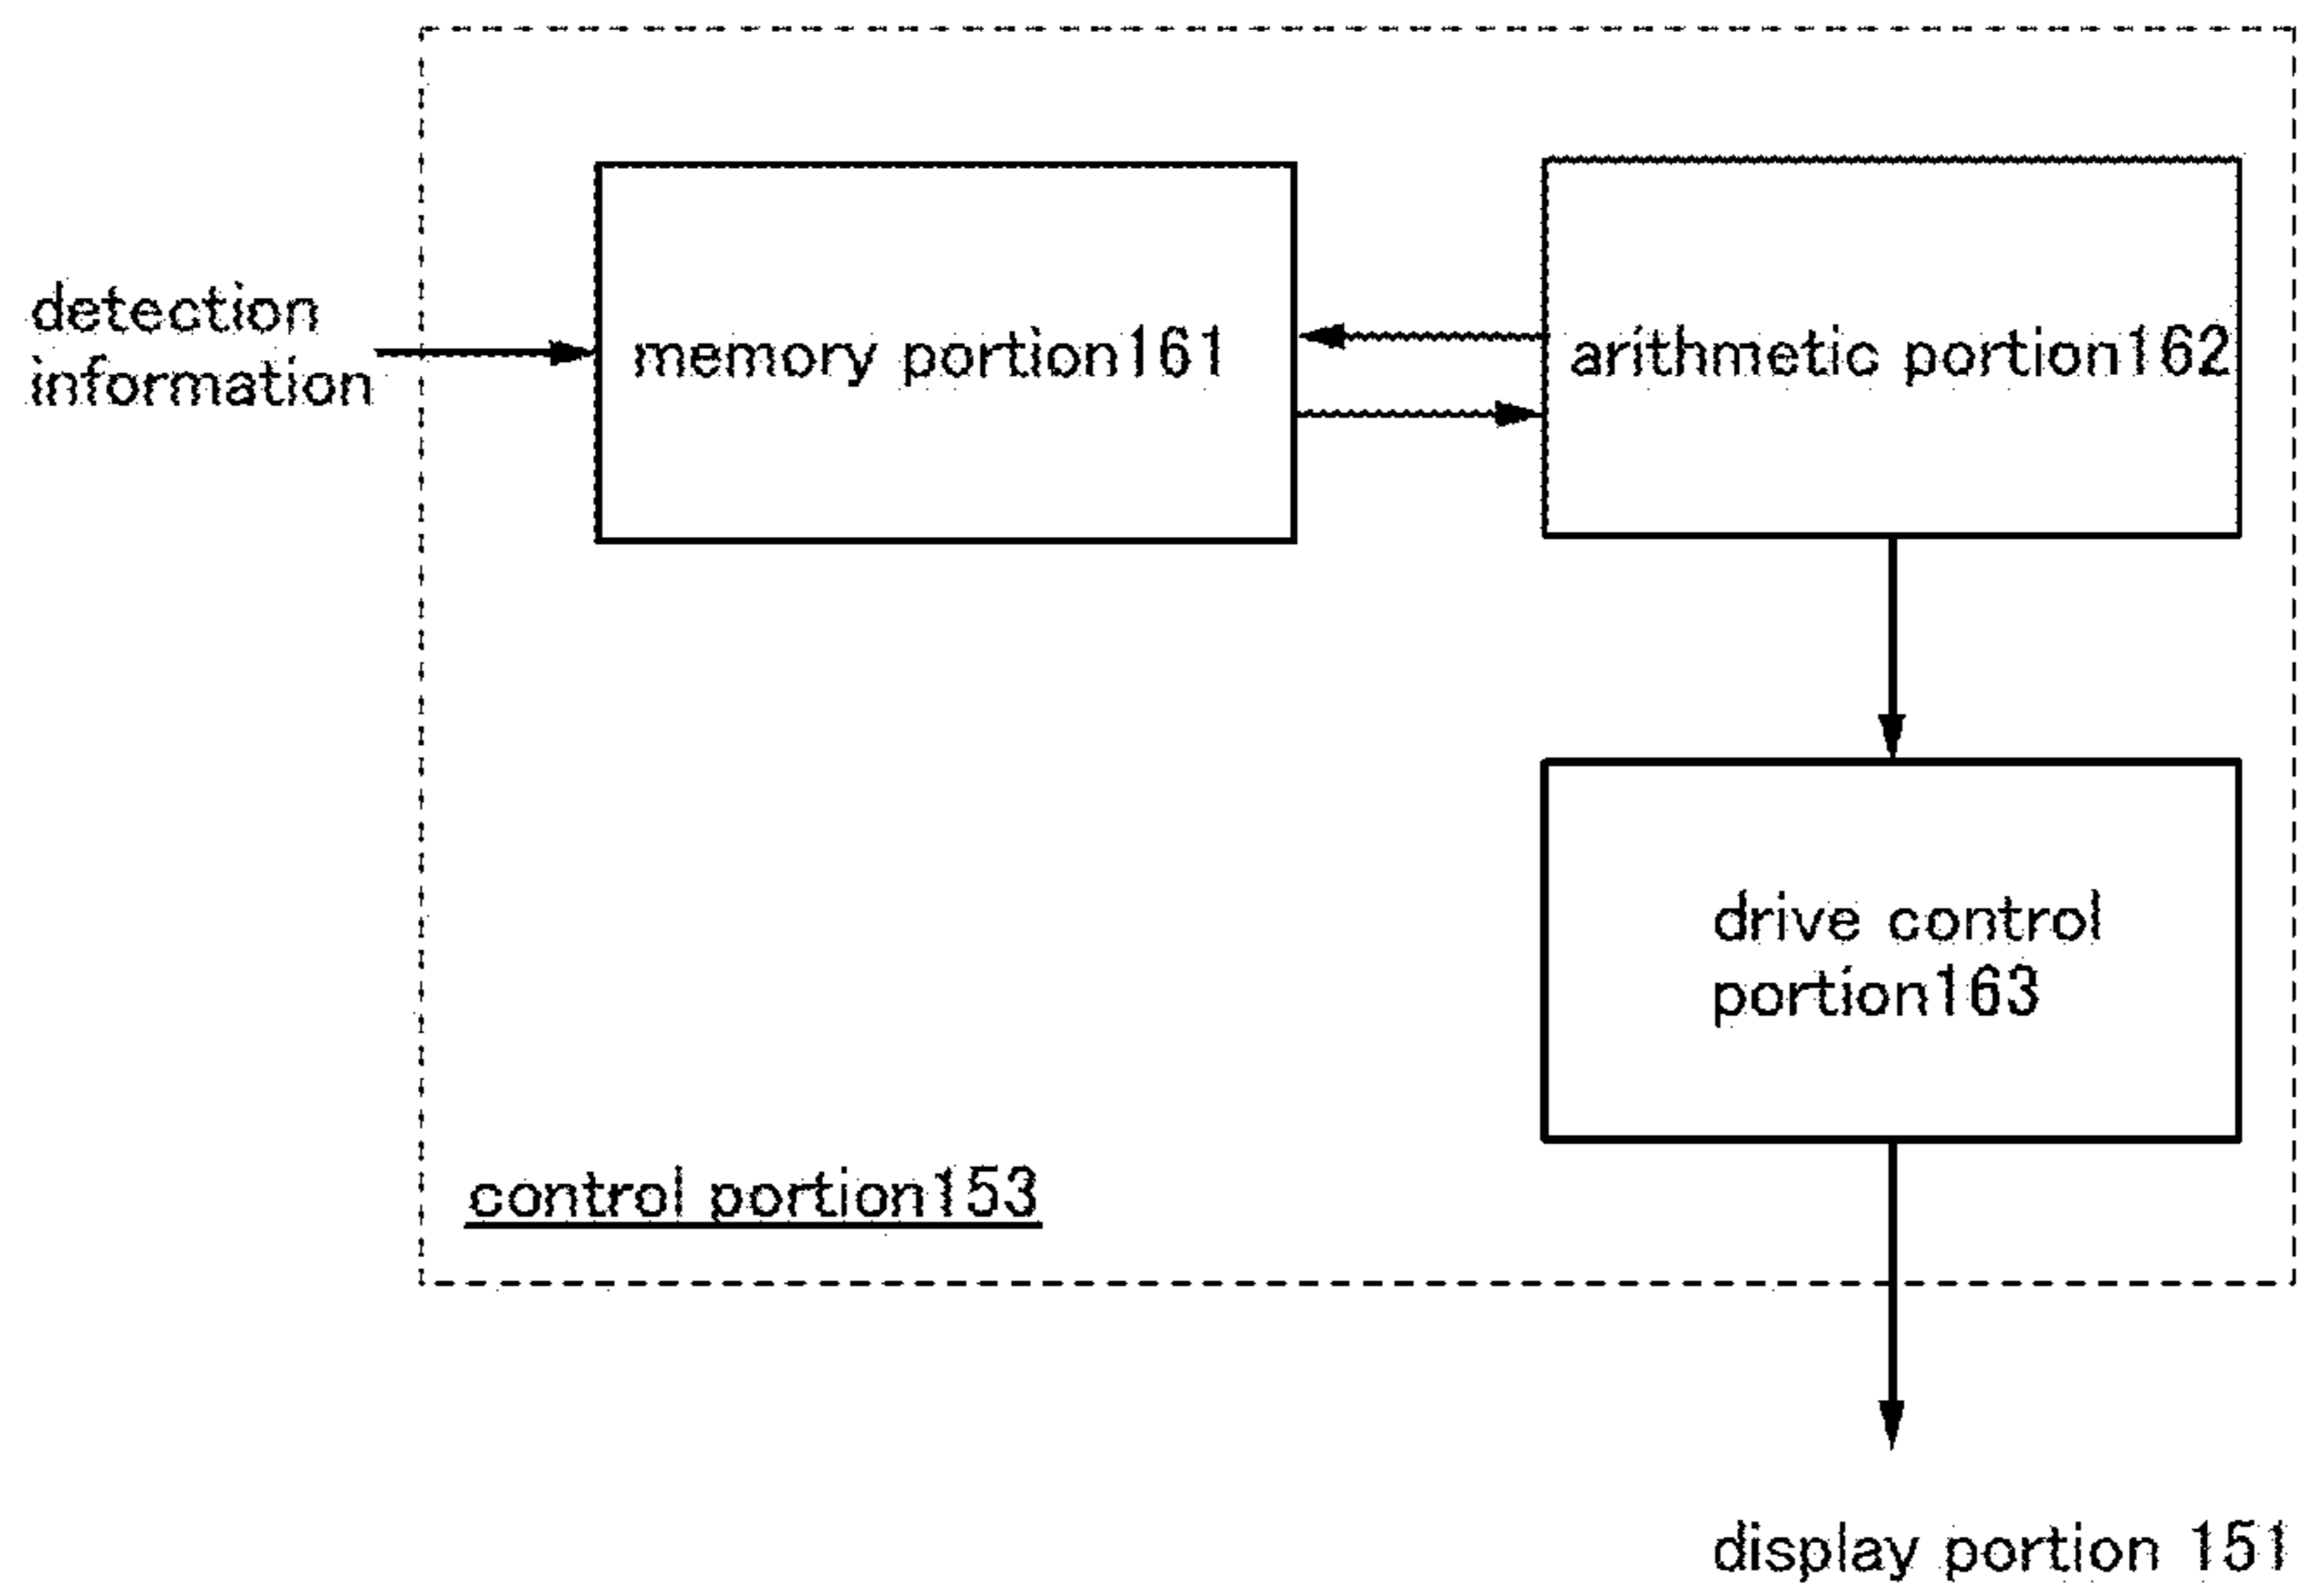 detection
information
memory portion161
arithmetic portion162
drive control
portion163
control portion153
display portion 151